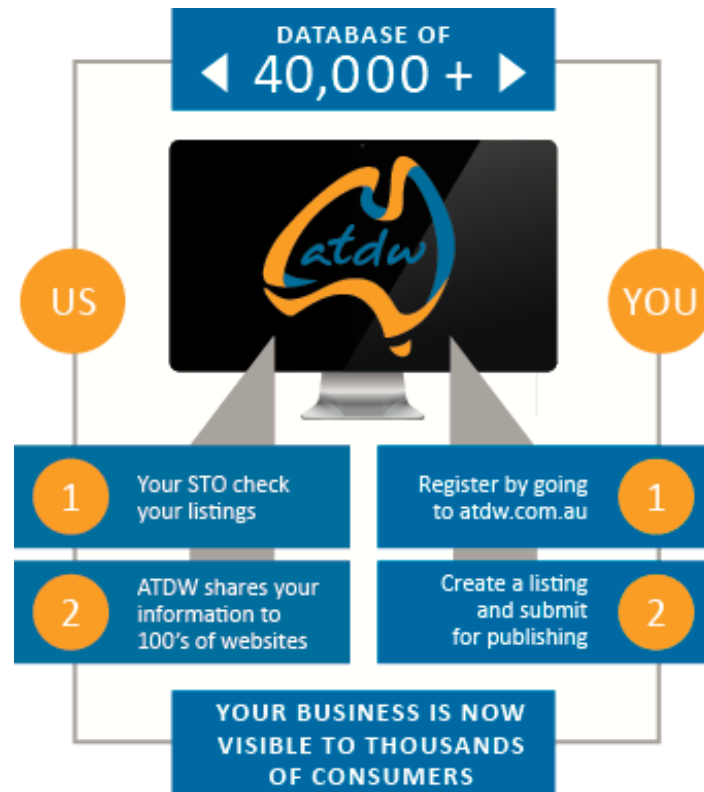 DATABASE OF
40,000 +
atdw
US
YOU
1
Your STO check
your listings
2
ATDW shares your
information to
100's of websites
Register by going
to atdw.com.au
1
Create a listing
and submit
for publishing
2
YOUR BUSINESS IS NOW
VISIBLE TO THOUSANDS
OF CONSUMERS